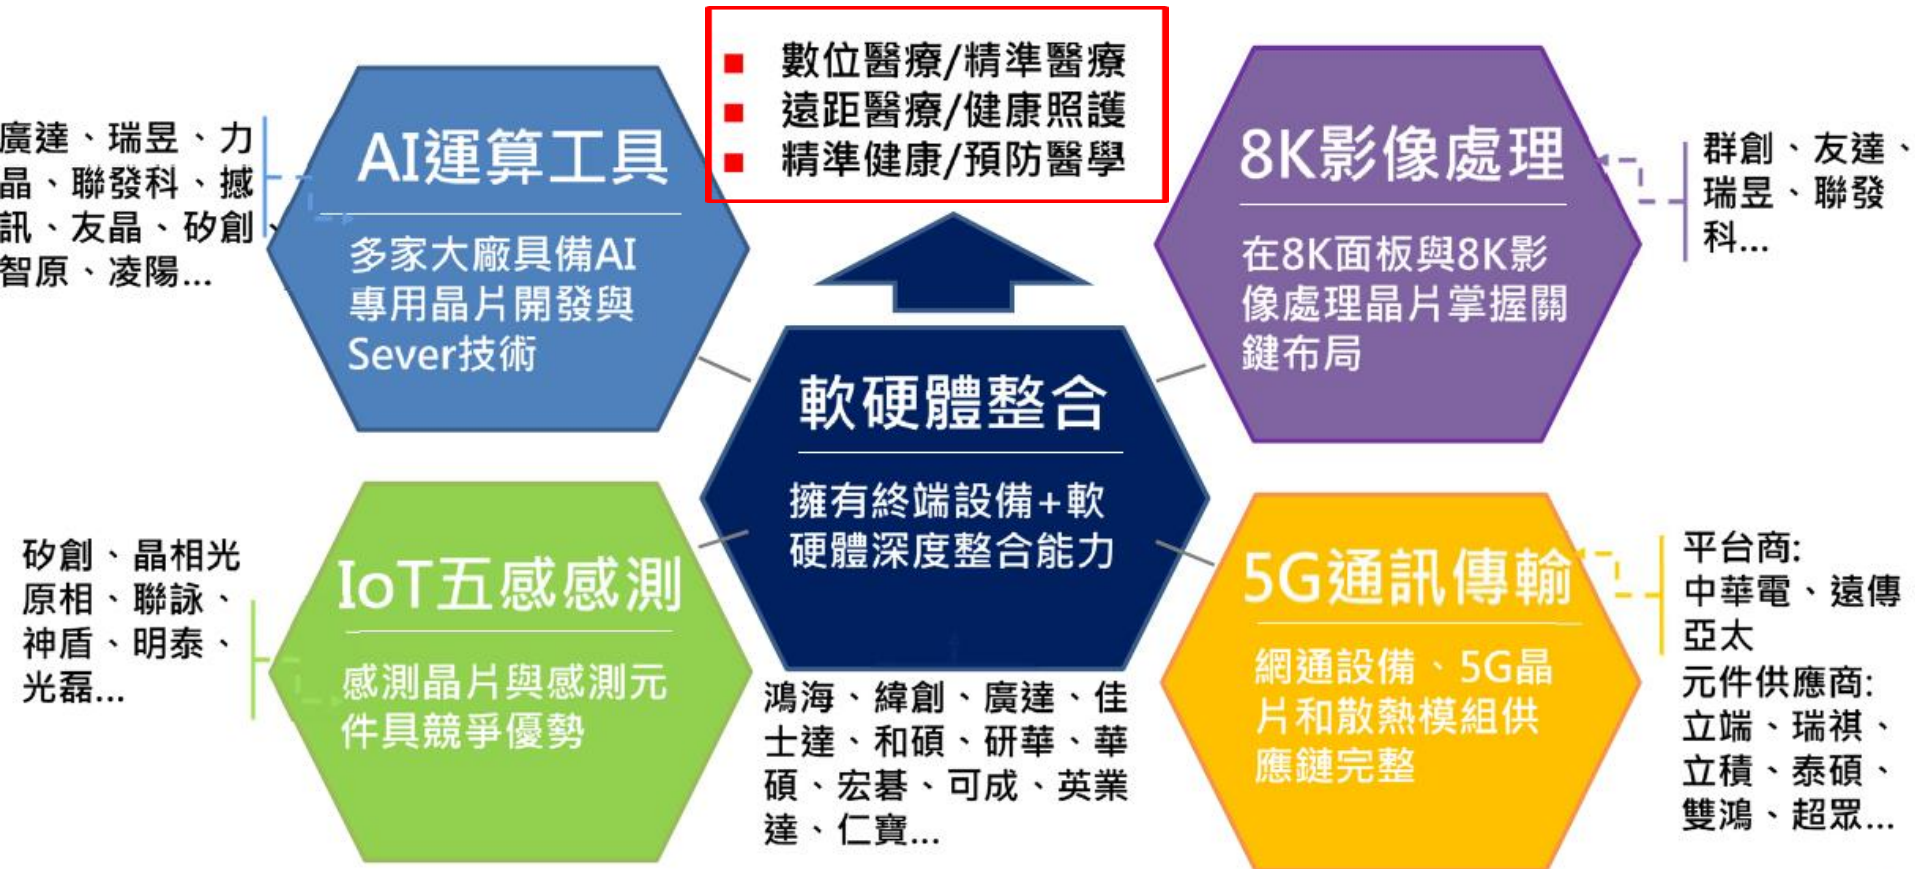 數位醫療/精準醫療
遠距醫療/健康照護
精準健康/預防醫學
廣達、瑞昱、力
晶、聯發科、撼
訊、友晶、矽創、
智原、凌陽...
AI運算工具
多家大廠具備AI
專用晶片開發與
Sever技術
8K影像處理
在8K面板與8K影
像處理晶片掌握關
鍵布局
群創、友達、
瑞昱、聯發
科...
軟硬體整合
擁有終端設備+軟
硬體深度整合能力
鴻海、緯創、廣達、佳
士達、和碩、研華、華
碩、宏碁、可成、英業
達、仁寶...
矽創、晶相光
原相、聯詠、
神盾、明泰、
光磊...
IoT五感感測
感測晶片與感測元
件具競爭優勢
5G通訊傳輸
網通設備、5G晶
片和散熱模組供
應鏈完整
平台商:
中華電、遠傳
亞太
元件供應商:
立端、瑞祺、
立積、泰碩、
雙鴻、超眾...